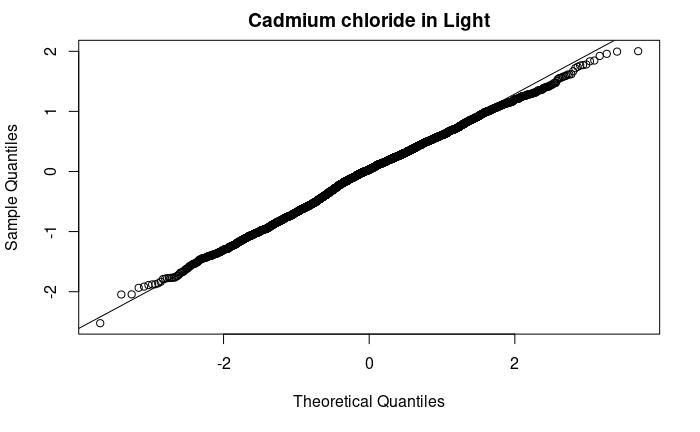 Cadmium chloride in Light
Sample Quantiles
2
1
0
-1
-2
-2 0 2
Theoretical Quantiles